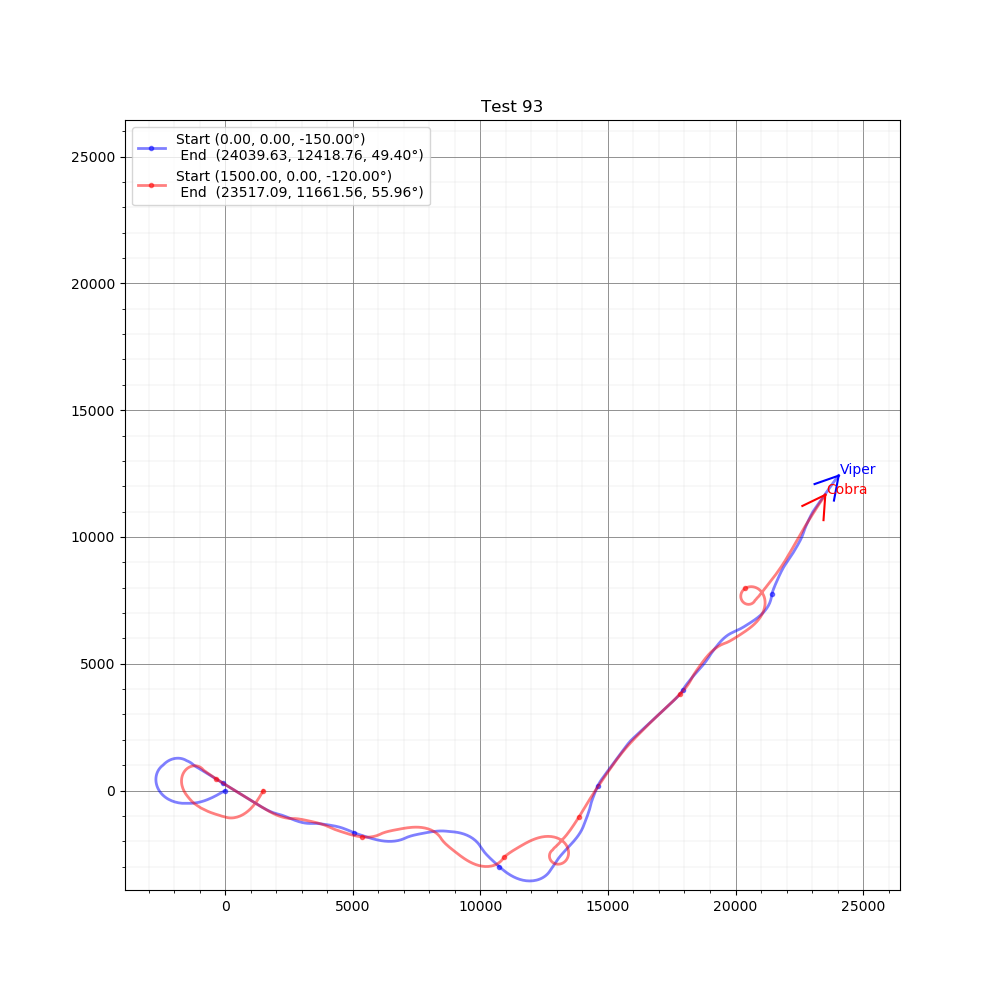 Test 93
Start (0.00, 0.00, -150.00°)
End (24039.63, 12418.76, 49.40°)
Start (1500.00, 0.00, -120.00°)
End (23517.09, 11661.56, 55.96°)
25000
20000
15000
10000
5000
0
Viper
Cobra
0 5000 10000 15000 20000 25000